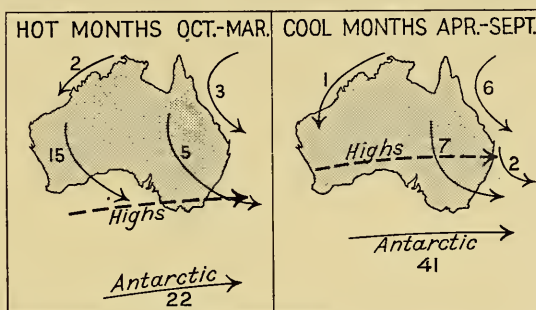 HOT MONTHS OCT.-MAR.
2
3
15
5
Highs
Antarctic
22
COOL MONTHS APR.-SEPT.
1
6
Highs
7
2
Antarctic
41